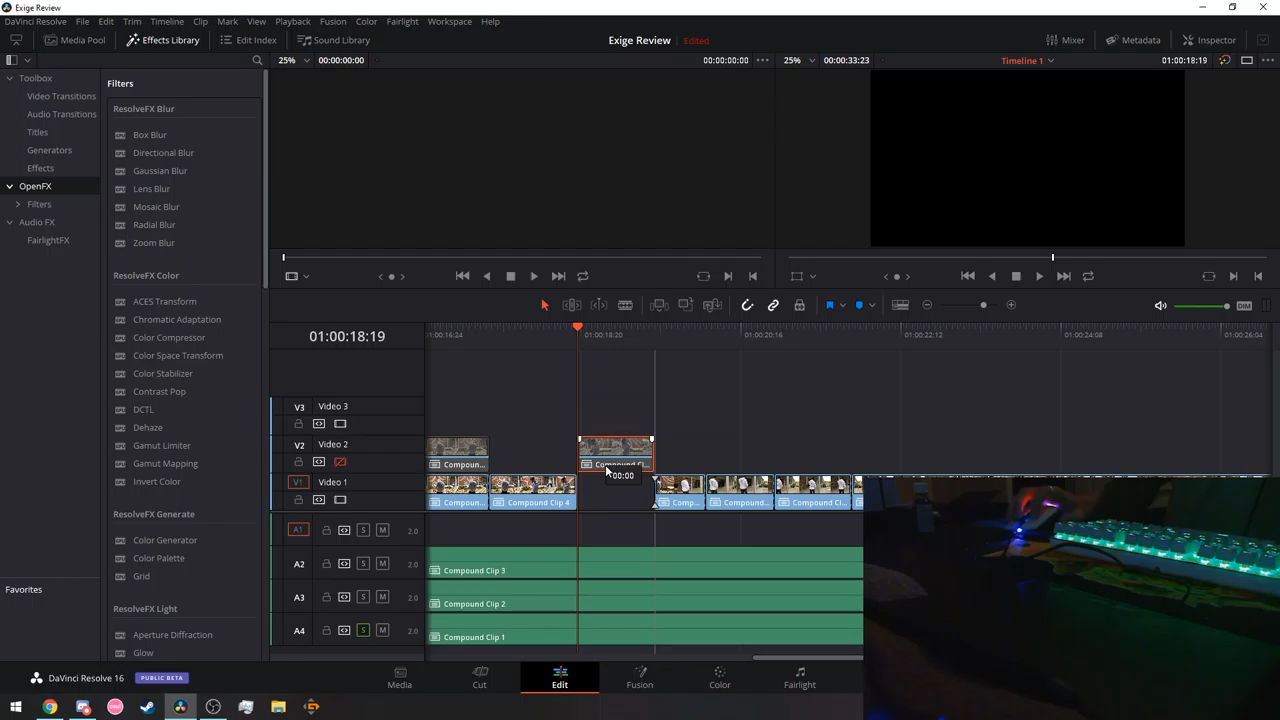 Exige Review
DaVinci Resolve File Edit Trim Timeline Clip Mark View Playback Fusion Color Fairlight Workspace Help
Media Pool Effects Library Edit Index Sound Library Exige Review Edited Mixer Metadata Inspector
25% 00:00:00:00 00:00:00:00 25% 00:00:33:23 Timeline 1 01:00:18:19
Toolbox
Video Transitions
Audio Transitions
Titles
Generators
Effects
OpenFX
Filters
Audio FX
FairlightFX
Favorites
Filters
ResolveFX Blur
Box Blur
Directional Blur
Gaussian Blur
Lens Blur
Mosaic Blur
Radial Blur
Zoom Blur
ResolveFX Color
ACES Transform
Chromatic Adaptation
Color Compressor
Color Space Transform
Color Stabilizer
Contrast Pop
DCTL
Dehaze
Gamut Limiter
Gamut Mapping
Invert Color
ResolveFX Generate
Color Generator
Color Palette
Grid
ResolveFX Light
Aperture Diffraction
Glow
DIM
01:00:18:19 01:00:16:24 01:00:18:20 01:00:20:16 01:00:22:12 01:00:24:08 01:00:26:04
V3 Video 3
V2 Video 2
Compoun... Compound Cl...
00:00
V1 Video 1
Compoun... Compound Clip 4 Comp... Compound... Compound Cl...
A1 S M 2.0
A2 S M 2.0 Compound Clip 3
A3 S M 2.0 Compound Clip 2
A4 S M 2.0 Compound Clip 1
DaVinci Resolve 16 PUBLIC BETA Media Cut Edit Fusion Color Fairlight